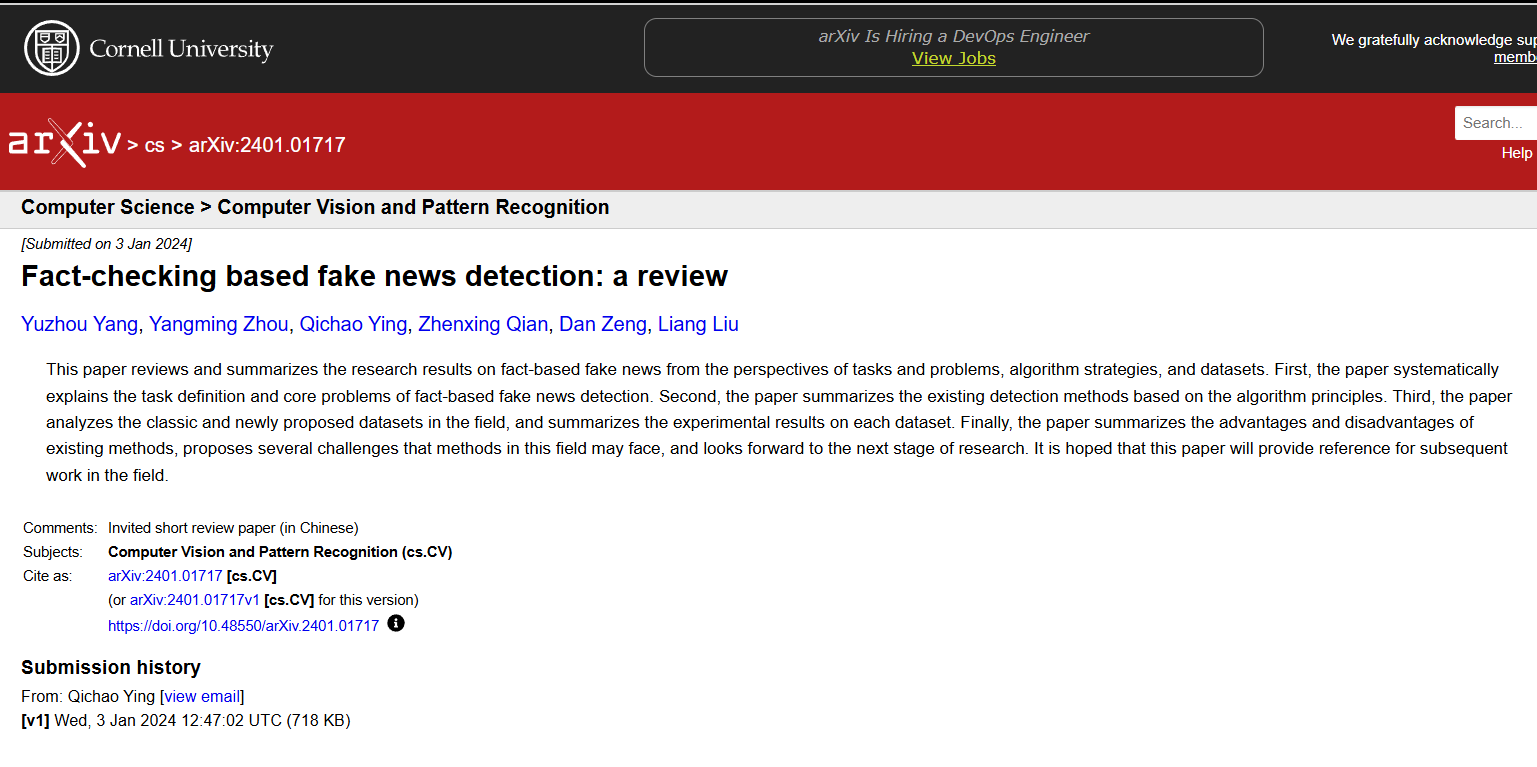 Cornell University
arXiv Is Hiring a DevOps Engineer
View Jobs
We gratefully acknowledge
arXiv > cs > arXiv:2401.01717
Search...
Help
Computer Science > Computer Vision and Pattern Recognition
[Submitted on 3 Jan 2024]
Fact-checking based fake news detection: a review
Yuzhou Yang, Yangming Zhou, Qichao Ying, Zhenxing Qian, Dan Zeng, Liang Liu
This paper reviews and summarizes the research results on fact-based fake news from the perspectives of tasks and problems, algorithm strategies, and datasets. First, the paper systematically
explains the task definition and core problems of fact-based fake news detection. Second, the paper summarizes the existing detection methods based on the algorithm principles. Third, the paper
analyzes the classic and newly proposed datasets in the field, and summarizes the experimental results on each dataset. Finally, the paper summarizes the advantages and disadvantages of
existing methods, proposes several challenges that methods in this field may face, and looks forward to the next stage of research. It is hoped that this paper will provide reference for subsequent
work in the field.
Comments: Invited short review paper (in Chinese)
Subjects: Computer Vision and Pattern Recognition (cs.CV)
Cite as: arXiv:2401.01717 [cs.CV]
(or arXiv:2401.01717v1 [cs.CV] for this version)
https://doi.org/10.48550/arXiv.2401.01717
Submission history
From: Qichao Ying [view email]
[v1] Wed, 3 Jan 2024 12:47:02 UTC (718 KB)